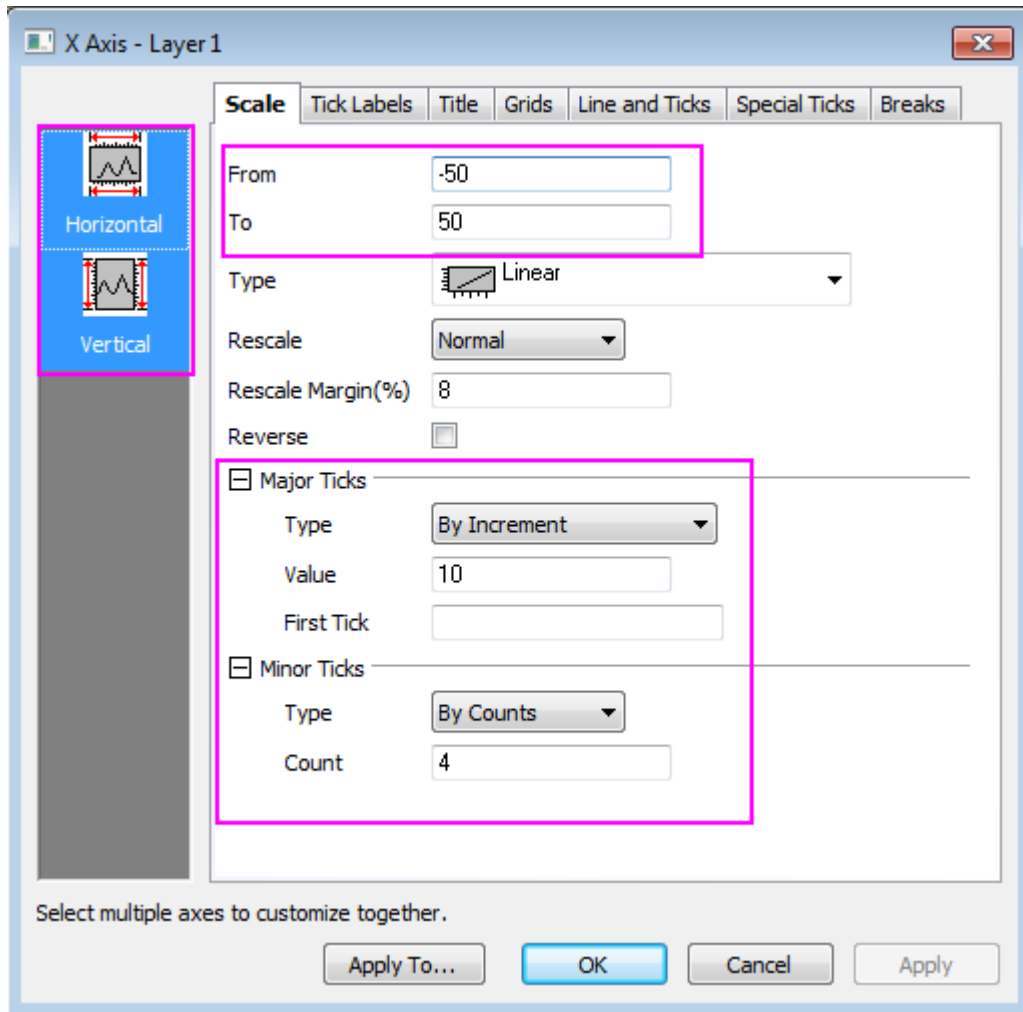 X Axis - Layer 1
Scale Tick Labels Title Grids Line and Ticks Special Ticks Breaks
Horizontal
Vertical
From -50
To 50
Type Linear
Rescale Normal
Rescale Margin(%) 8
Reverse
Major Ticks
Type By Increment
Value 10
First Tick
Minor Ticks
Type By Counts
Count 4
Select multiple axes to customize together.
Apply To... OK Cancel Apply